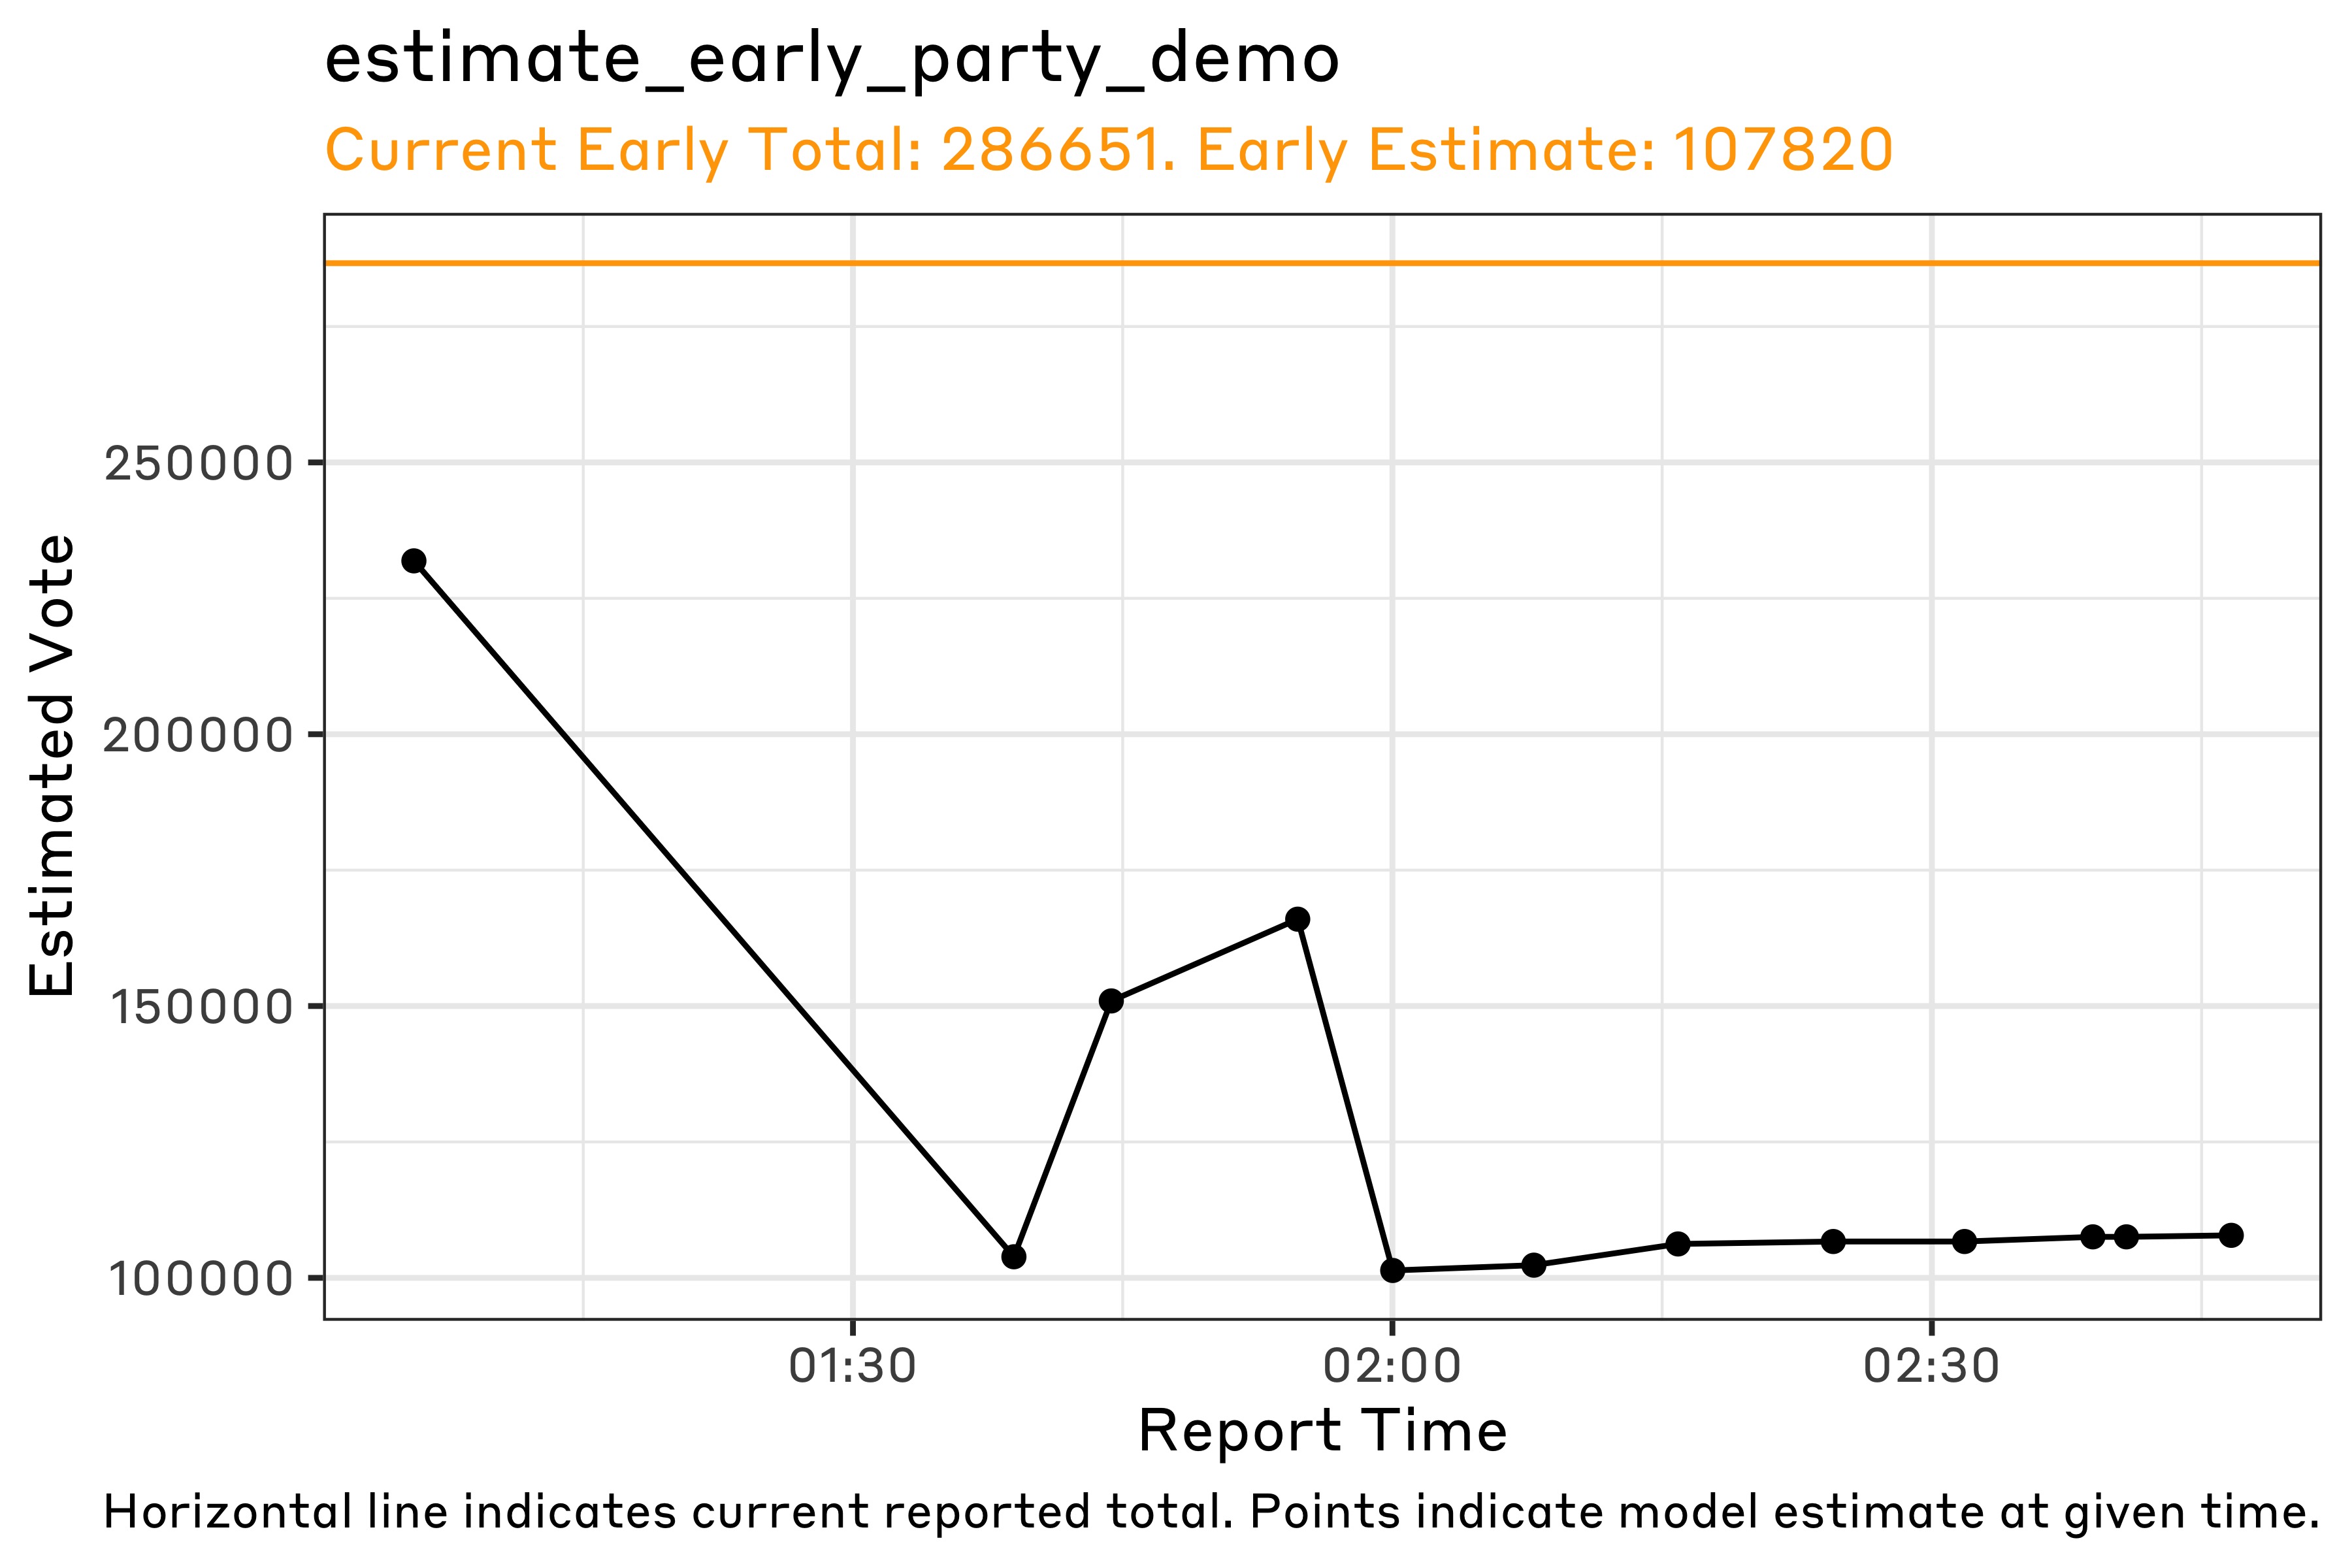 estimate_early_party_demo
Current Early Total: 286651. Early Estimate: 107820
Estimated Vote
250000
200000
150000
100000
01:30 02:00 02:30
Report Time
Horizontal line indicates current reported total. Points indicate model estimate at given time.